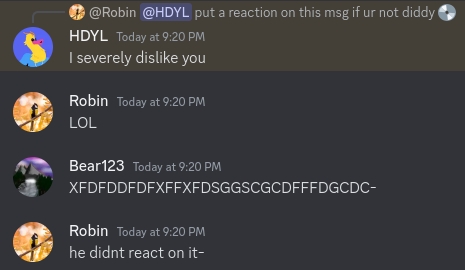 @Robin @HDYL put a reaction on this msg if ur not diddy 💿
HDYL Today at 9:20 PM
I severely dislike you
Robin Today at 9:20 PM
LOL
Bear123 Today at 9:20 PM
XFDFDDFDFXFFXFDSGGSCGCDFFFDGCDC-
Robin Today at 9:20 PM
he didnt react on it-